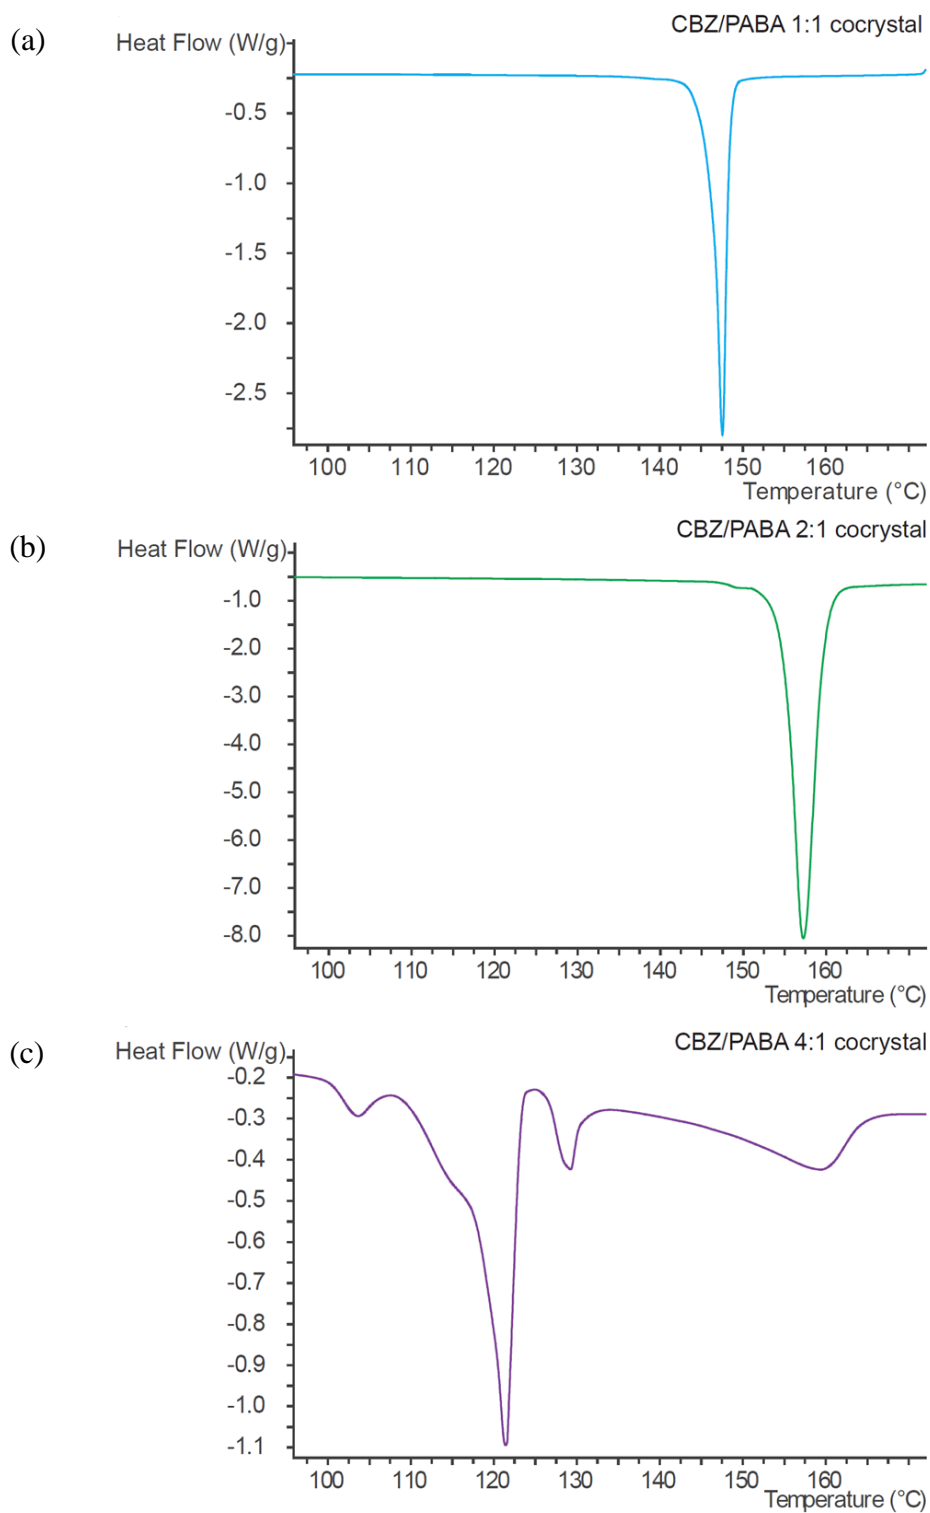 (a)
CBZ/PABA 1:1 cocrystal
Heat Flow (W/g)
-0.5
-1.0
-1.5
-2.0
-2.5
100 110 120 130 140 150 160
Temperature (°C)
(b)
CBZ/PABA 2:1 cocrystal
Heat Flow (W/g)
-1.0
-2.0
-3.0
-4.0
-5.0
-6.0
-7.0
-8.0
100 110 120 130 140 150 160
Temperature (°C)
(c)
CBZ/PABA 4:1 cocrystal
Heat Flow (W/g)
-0.2
-0.3
-0.4
-0.5
-0.6
-0.7
-0.8
-0.9
-1.0
-1.1
100 110 120 130 140 150 160
Temperature (°C)